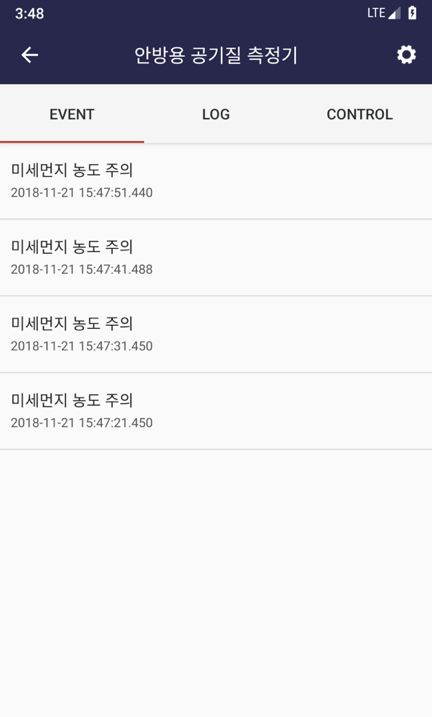 3:48 LTE
안방용 공기질 측정기
EVENT LOG CONTROL
미세먼지 농도 주의
2018-11-21 15:47:51.440
미세먼지 농도 주의
2018-11-21 15:47:41.488
미세먼지 농도 주의
2018-11-21 15:47:31.450
미세먼지 농도 주의
2018-11-21 15:47:21.450